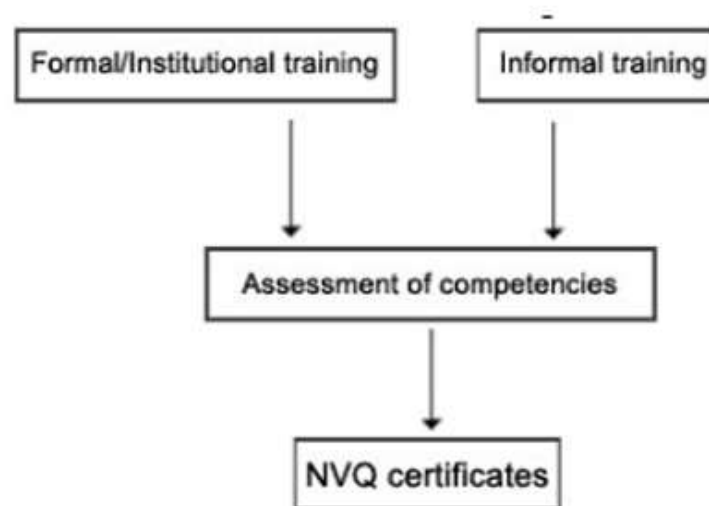 Formal/Institutional training
Informal training
Assessment of competencies
NVQ certificates